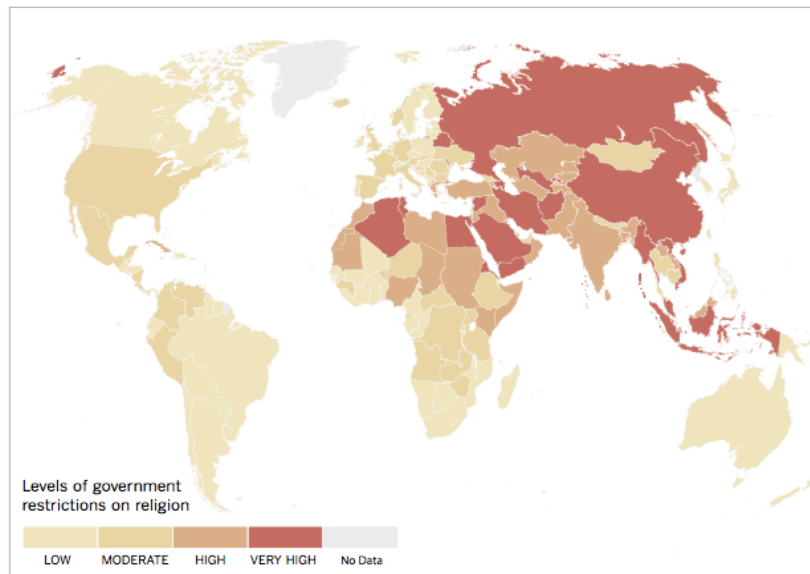 Levels of government
restrictions on religion
LOW MODERATE HIGH VERY HIGH No Data